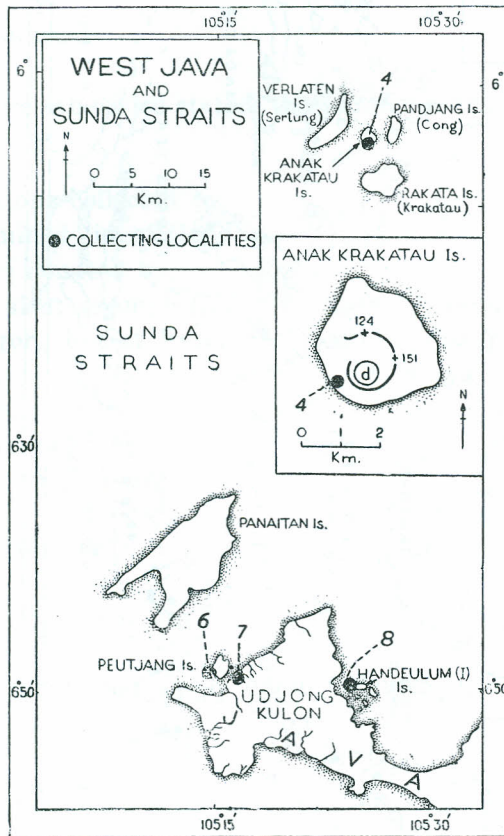 105°15'
105°30'
6°
6°
WEST JAVA
AND
SUNDA STRAITS
N
0 5 10 15
Km.
COLLECTING LOCALITIES
4
VERLATEN
Is.
(Sertung)
PANDJANG Is.
(Cong)
ANAK
KRAKATAU
Is.
RAKATA Is.
(Krakatau)
ANAK KRAKATAU Is.
124
151
d
4
0 2
Km.
N
SUNDA
STRAITS
6°30'
PANAITAN Is.
6
7
8
PEUTJANG Is.
HANDEULUM (I)
Is.
UDJONG
KULON
6°50'
6°50'
J A V A
105°15'
105°30'